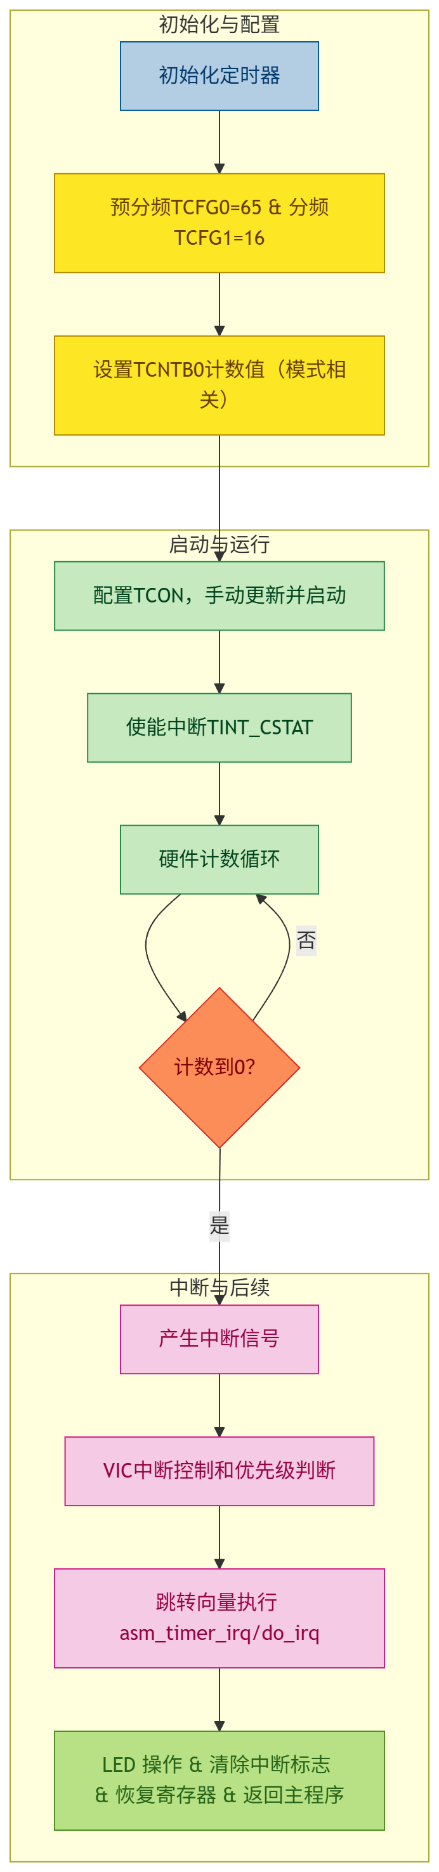 初始化与配置
初始化定时器
预分频TCFG0=65 & 分频
TCFG1=16
设置TCNTB0计数值（模式相
关）
启动与运行
配置TCON，手动更新并启动
使能中断TINT_CSTAT
硬件计数循环
否
计数到0？
是
中断与后续
产生中断信号
VIC中断控制和优先级判断
跳转向量执行
asm_timer_irq/do_irq
LED 操作 & 清除中断标志
& 恢复寄存器 & 返回主程序